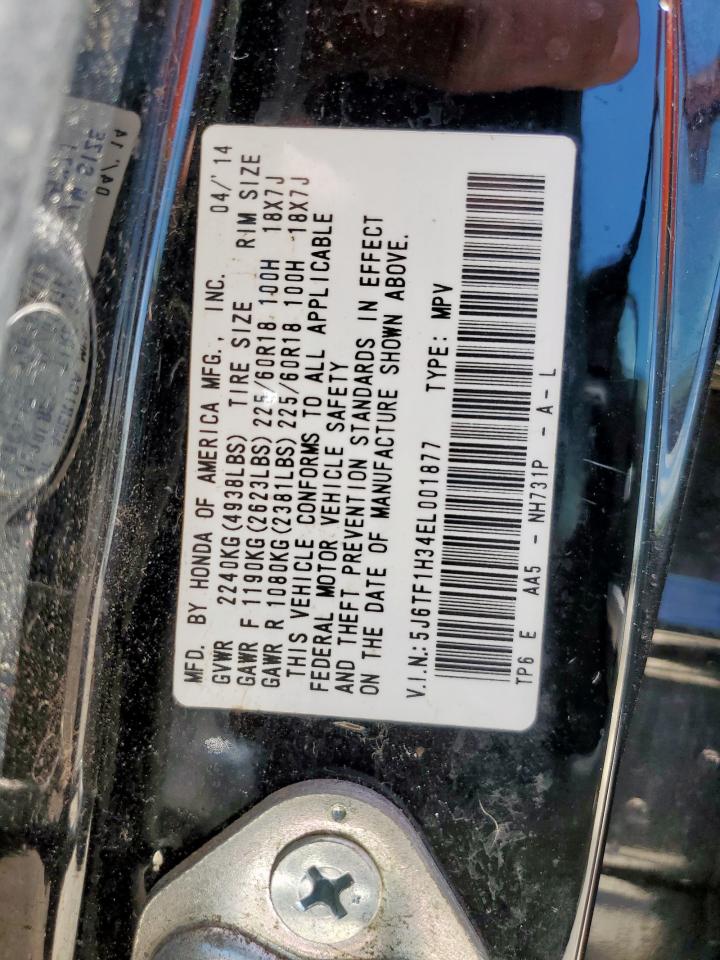 MFD. BY HONDA OF AMERICA MFG., INC. 04/'14
GVWR 2240KG(4938LBS) TIRE SIZE RIM SIZE
GAWR F 1190KG(2623LBS) 225/60R18 100H 18X7J
GAWR R 1080KG(2381LBS) 225/60R18 100H 18X7J
THIS VEHICLE CONFORMS TO ALL APPLICABLE
FEDERAL MOTOR VEHICLE SAFETY
AND THEFT PREVENTION STANDARDS IN EFFECT
ON THE DATE OF MANUFACTURE SHOWN ABOVE.
V.I.N.: 5J6TF1H34EL001877 TYPE: MPV
TP6 E AA5 - NH731P - A - L